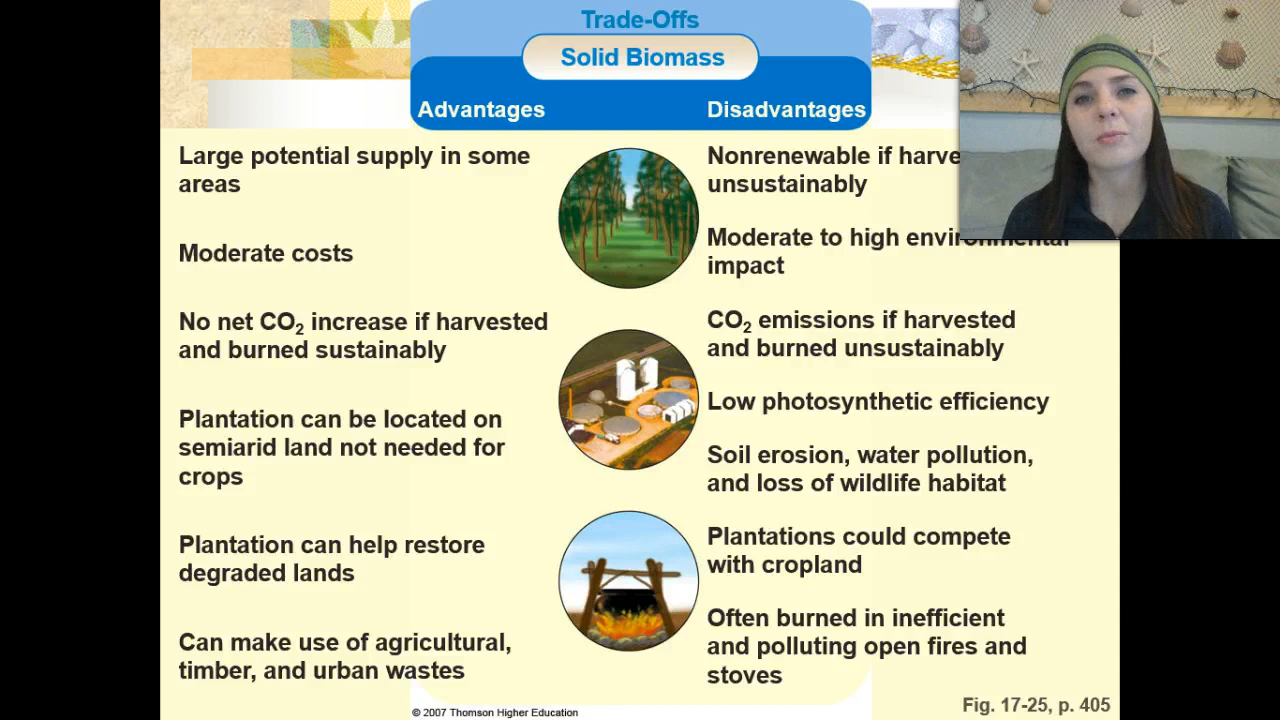 Trade-Offs
Solid Biomass
Advantages
Disadvantages
Large potential supply in some
areas
Moderate costs
No net CO₂ increase if harvested
and burned sustainably
Plantation can be located on
semiarid land not needed for
crops
Plantation can help restore
degraded lands
Can make use of agricultural,
timber, and urban wastes
Nonrenewable if
unsustainably
Moderate to high environmental
impact
CO₂ emissions if harvested
and burned unsustainably
Low photosynthetic efficiency
Soil erosion, water pollution,
and loss of wildlife habitat
Plantations could compete
with cropland
Often burned in inefficient
and polluting open fires and
stoves
© 2007 Thomson Higher Education
Fig. 17-25, p. 405